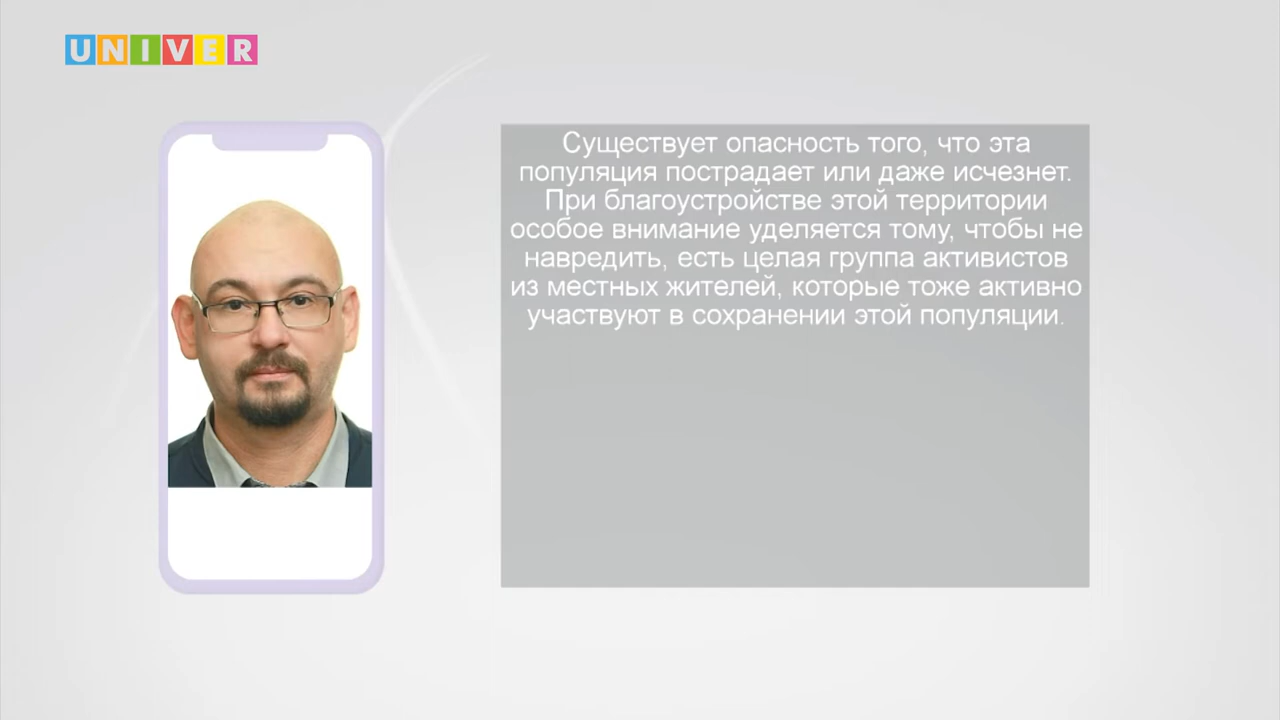 UNIVER
Существует опасность того, что эта
популяция пострадает или даже исчезнет.
При благоустройстве этой территории
особое внимание уделяется тому, чтобы не
навредить, есть целая группа активистов
из местных жителей, которые тоже активно
участвуют в сохранении этой популяции.